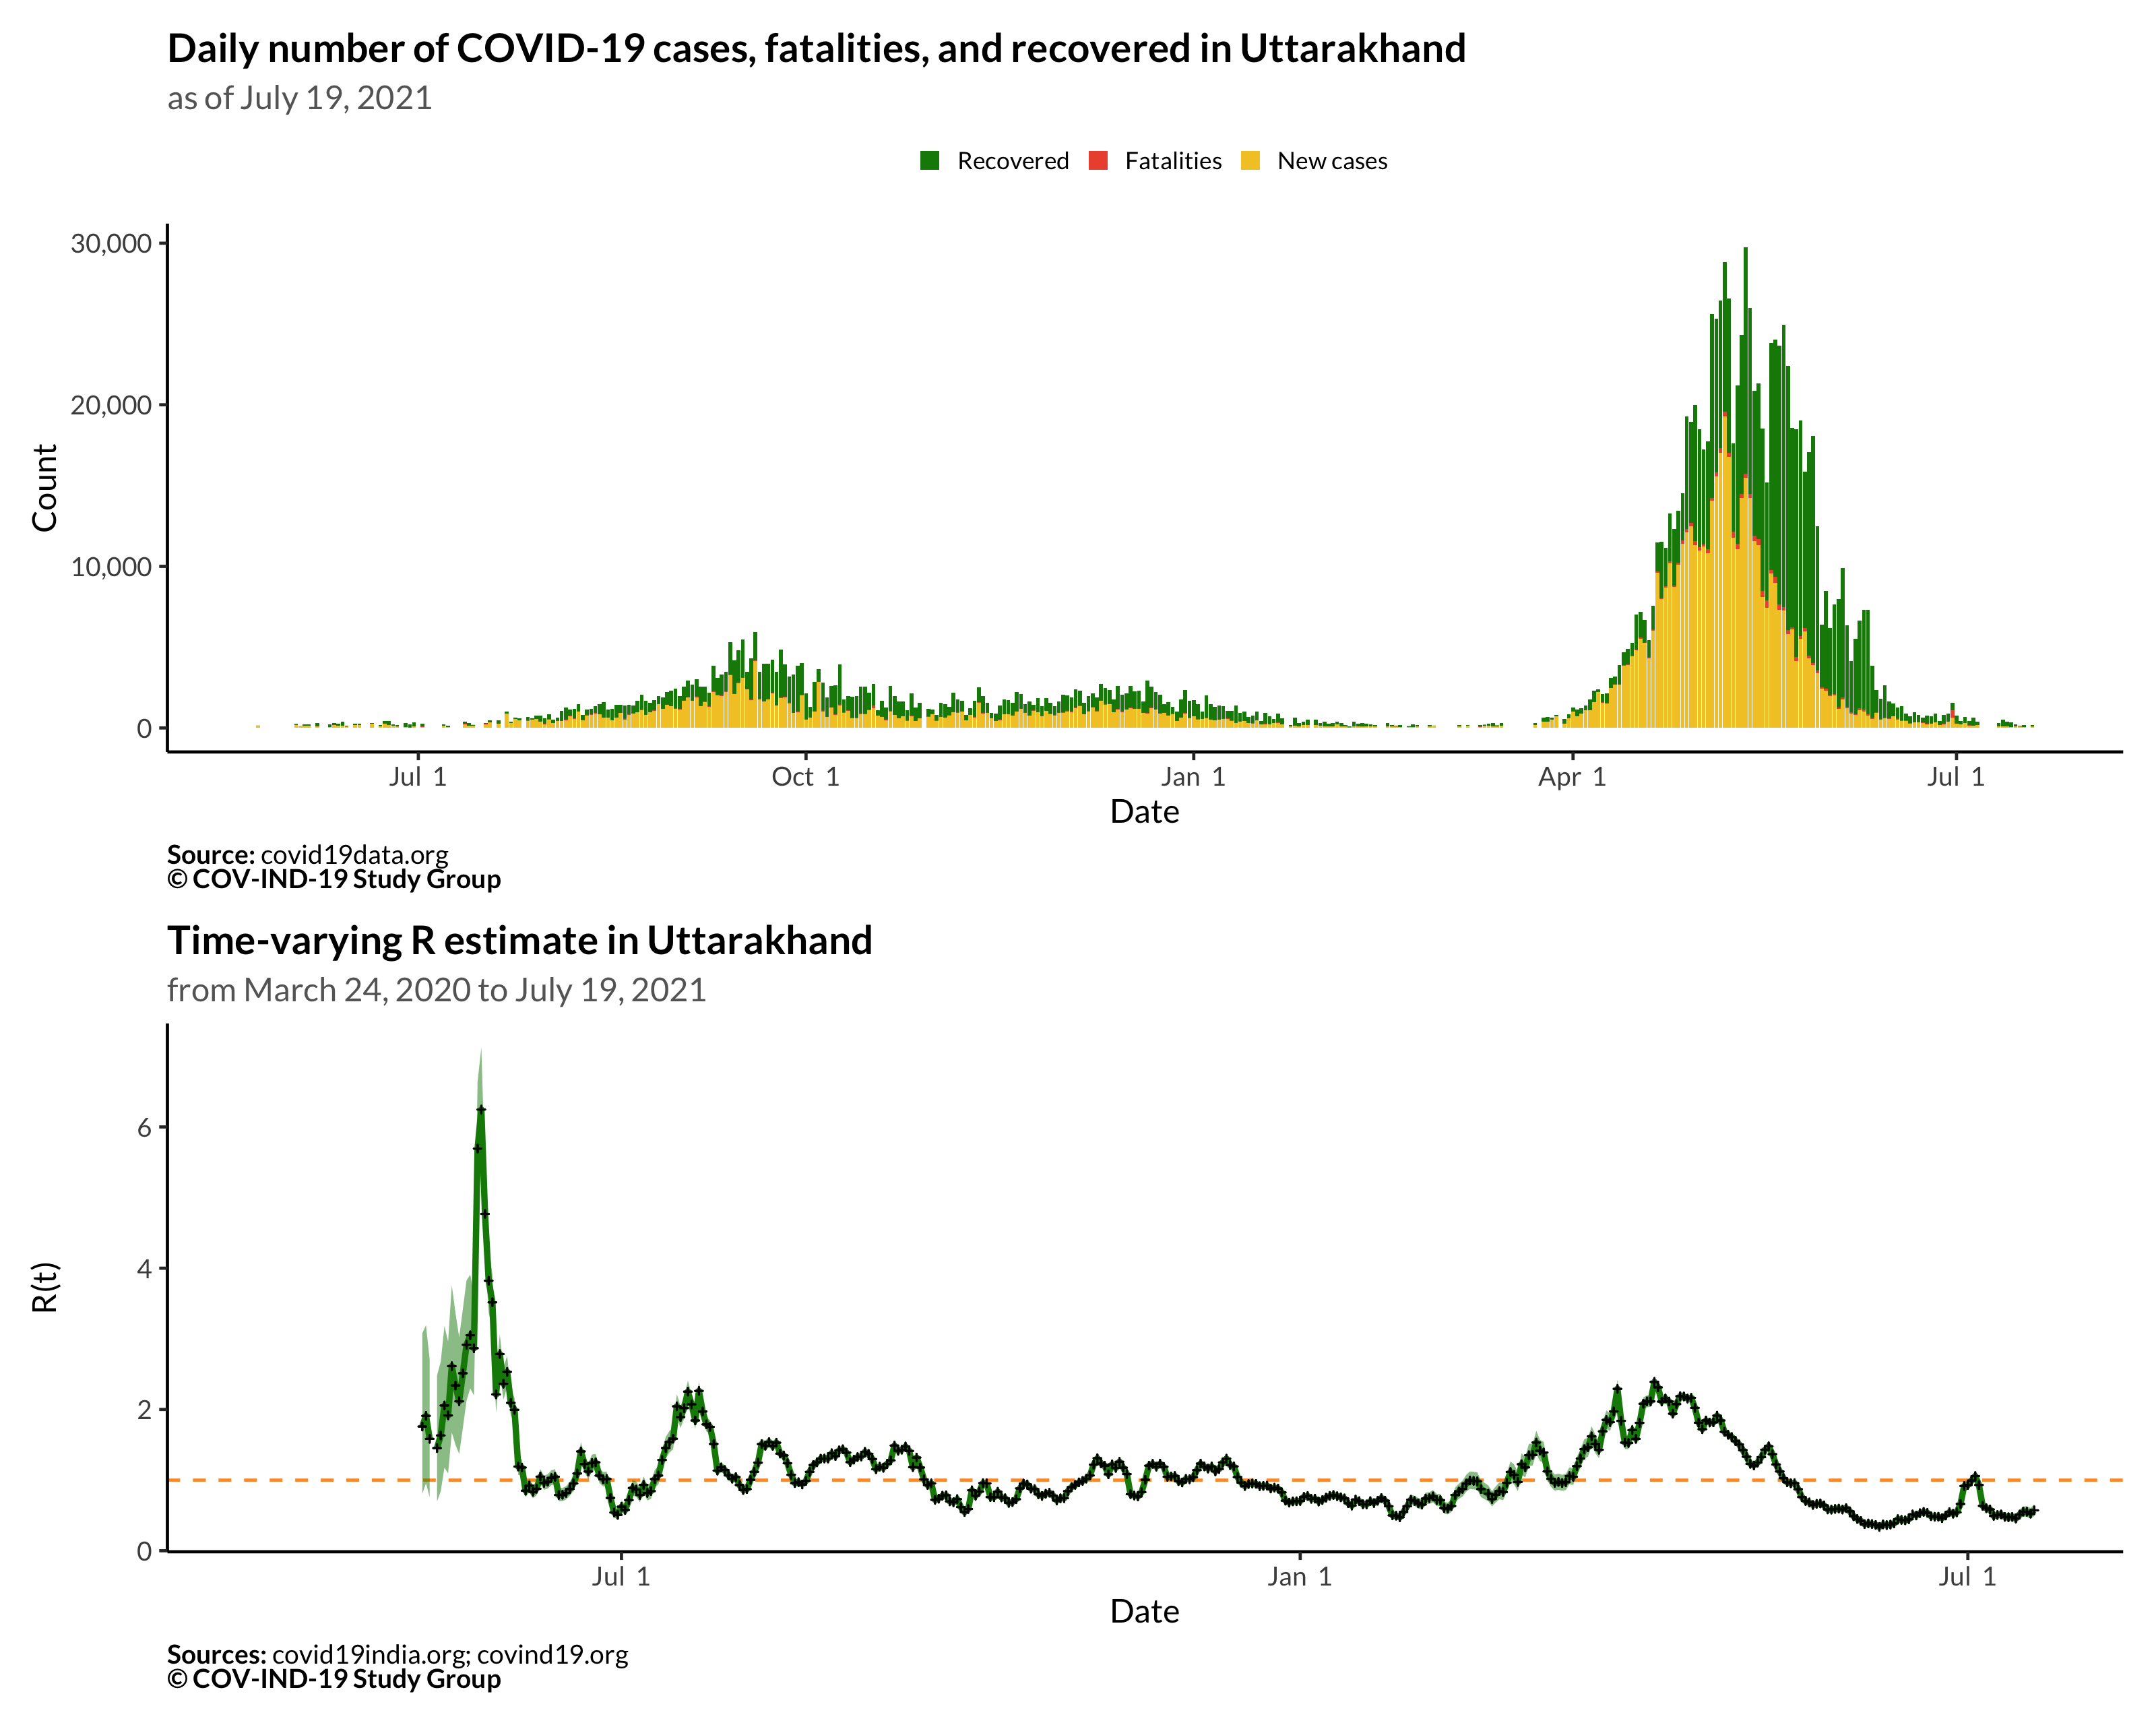 Daily number of COVID-19 cases, fatalities, and recovered in Uttarakhand
as of July 19, 2021
Recovered Fatalities New cases
30,000
20,000
10,000
0
Count
Jul 1 Oct 1 Jan 1 Apr 1 Jul 1
Date
Source: covid19data.org
© COV-IND-19 Study Group
Time-varying R estimate in Uttarakhand
from March 24, 2020 to July 19, 2021
6
4
2
0
R(t)
Jul 1 Jan 1 Jul 1
Date
Sources: covid19india.org; covind19.org
© COV-IND-19 Study Group